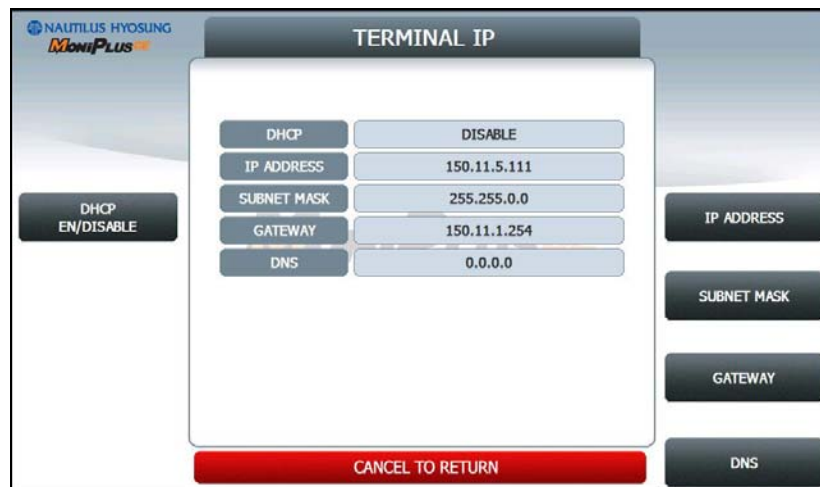 NAUTILUS HYOSUNG
MoniPlus CE
TERMINAL IP
DHCP DISABLE
IP ADDRESS 150.11.5.111
SUBNET MASK 255.255.0.0
GATEWAY 150.11.1.254
DNS 0.0.0.0
DHCP
EN/DISABLE
IP ADDRESS
SUBNET MASK
GATEWAY
DNS
CANCEL TO RETURN